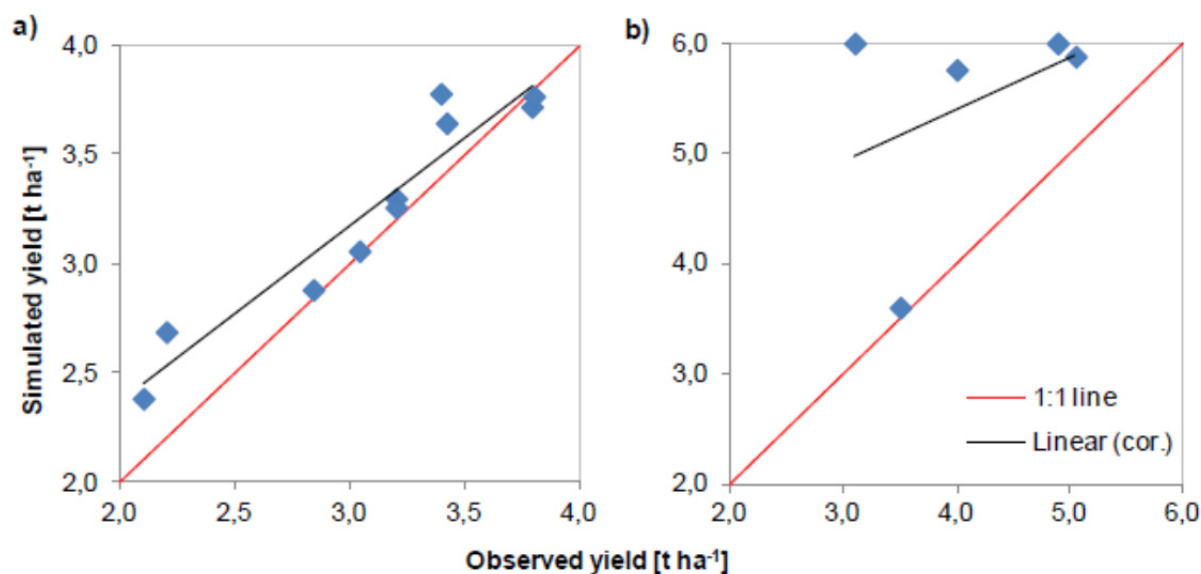 a)
4,0
3,5
3,0
2,5
2,0
2,0 2,5 3,0 3,5 4,0
Simulated yield [t ha⁻¹]
b)
6,0
5,0
4,0
3,0
2,0
2,0 3,0 4,0 5,0 6,0
1:1 line
Linear (cor.)
Observed yield [t ha⁻¹]